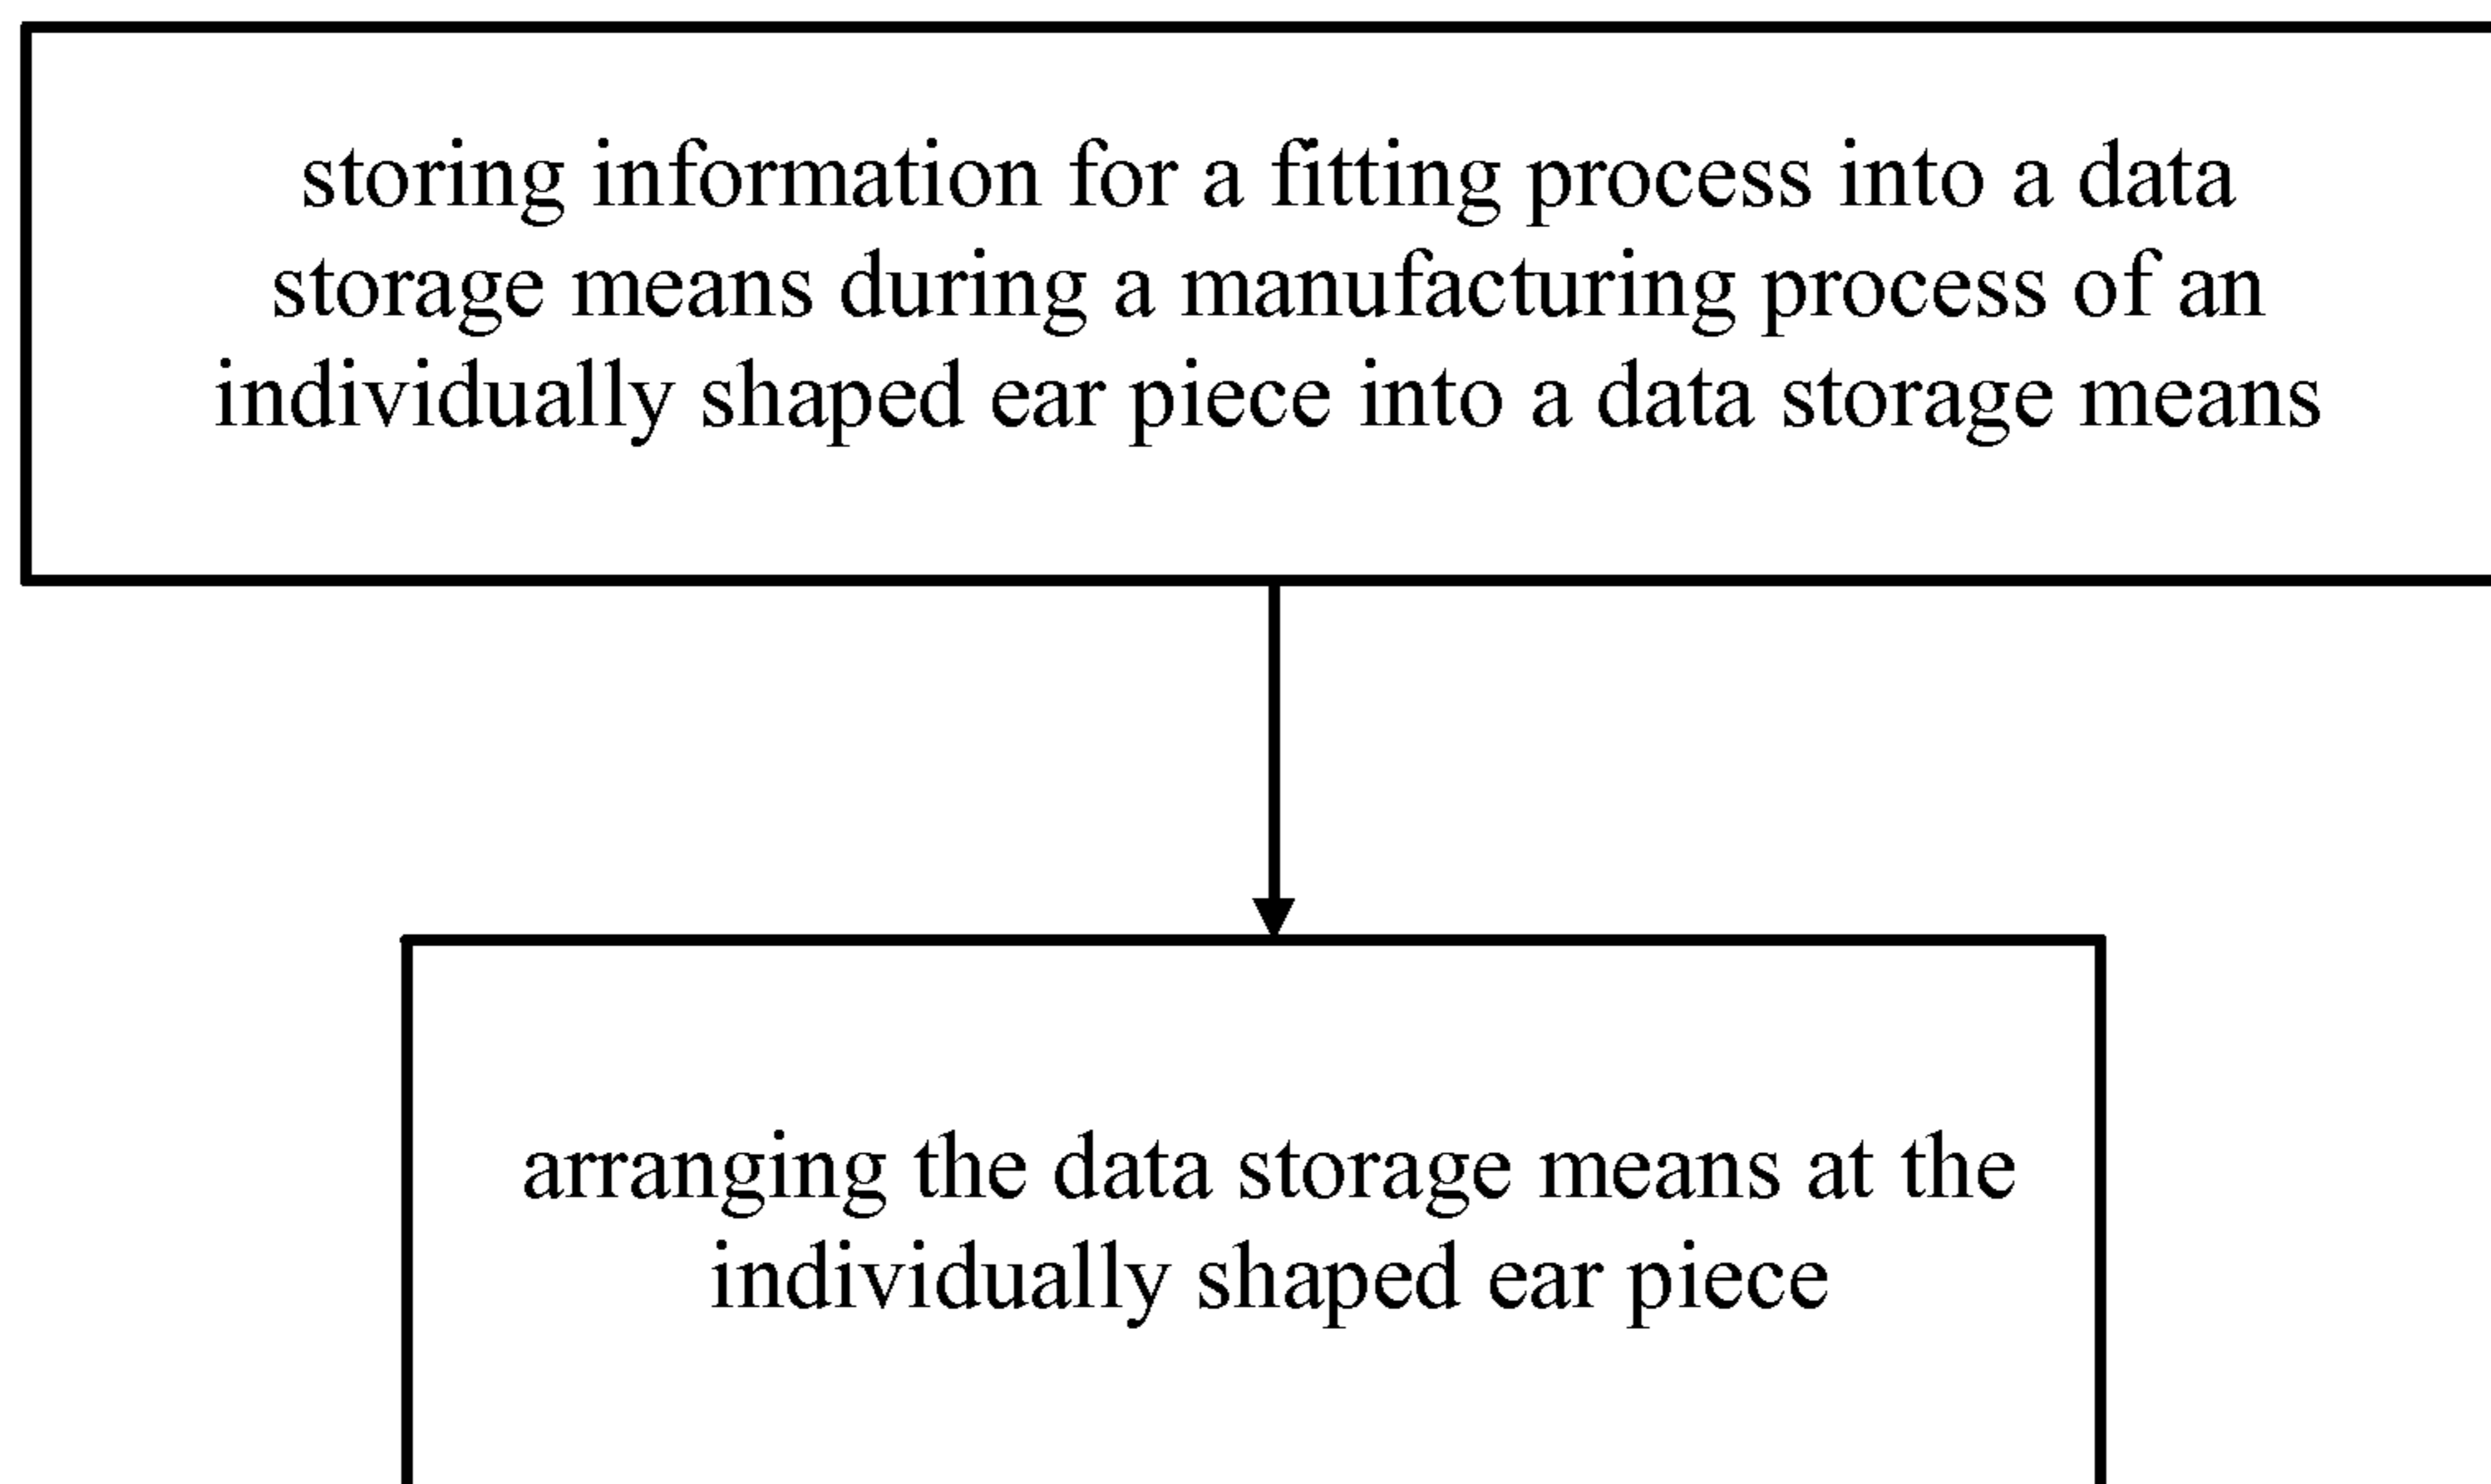 storing information for a fitting process into a data
storage means during a manufacturing process of an
individually shaped ear piece into a data storage means
arranging the data storage means at the
individually shaped ear piece